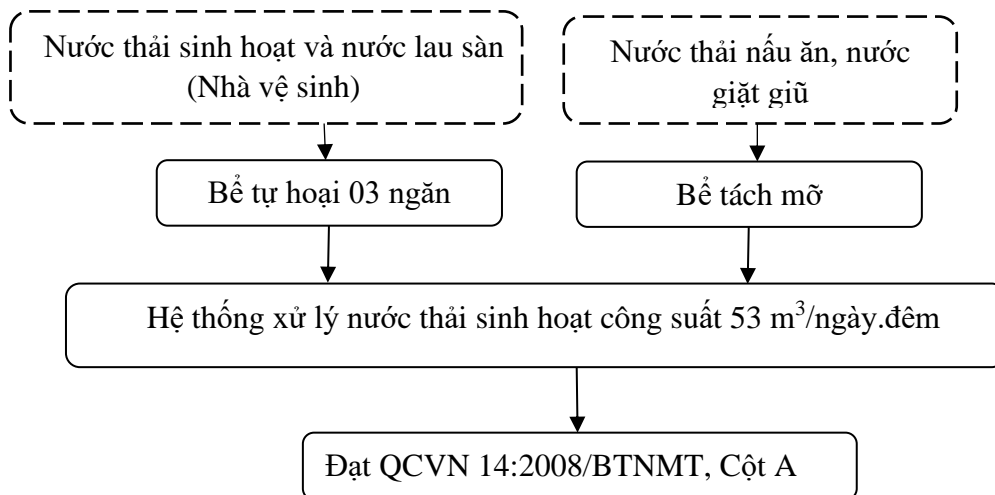 Nước thải sinh hoạt và nước lau sàn
(Nhà vệ sinh)
Nước thải nấu ăn, nước
giặt giũ
Bể tự hoại 03 ngăn
Bể tách mỡ
Hệ thống xử lý nước thải sinh hoạt công suất 53 m³/ngày.đêm
Đạt QCVN 14:2008/BTNMT, Cột A